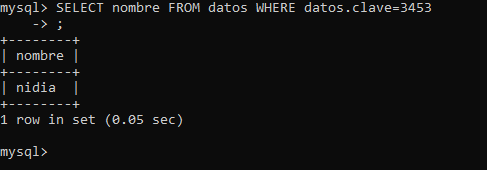 mysql> SELECT nombre FROM datos WHERE datos.clave=3453
    -> ;
+--------+
| nombre |
+--------+
| nidia  |
+--------+
1 row in set (0.05 sec)
mysql>